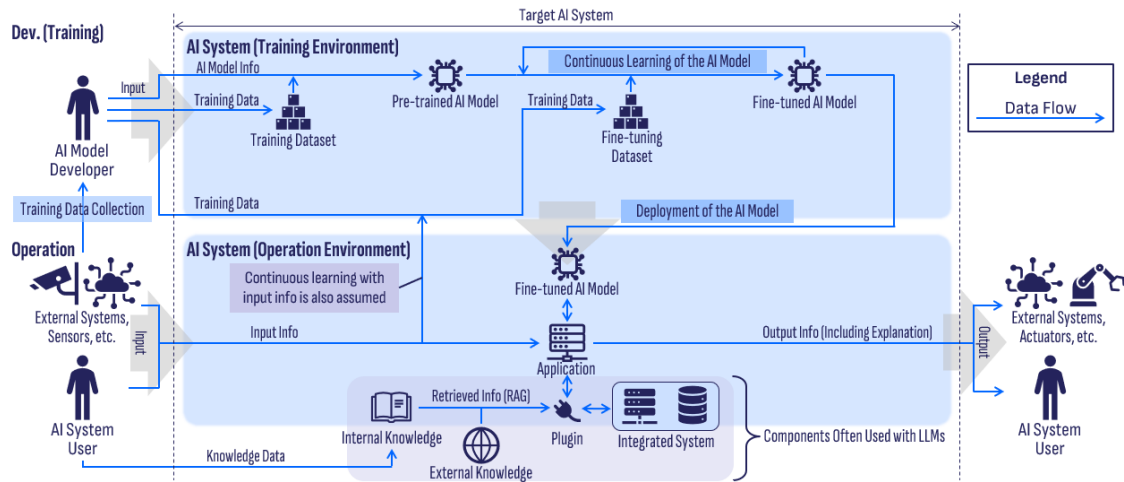 Target AI System
Dev. (Training)
AI System (Training Environment)
AI Model Info
Input
Training Data
Training Dataset
Pre-trained AI Model
Continuous Learning of the AI Model
Training Data
Fine-tuning
Dataset
Fine-tuned AI Model
Legend
Data Flow
AI Model
Developer
Training Data Collection
Training Data
Deployment of the AI Model
Operation
AI System (Operation Environment)
Continuous learning with
input info is also assumed
Fine-tuned AI Model
External Systems,
Sensors, etc.
Input
Input Info
Application
Output Info (Including Explanation)
Output
External Systems,
Actuators, etc.
AI System
User
Retrieved Info (RAG)
Internal Knowledge
External Knowledge
Plugin
Integrated System
Components Often Used with LLMs
AI System
User
Knowledge Data